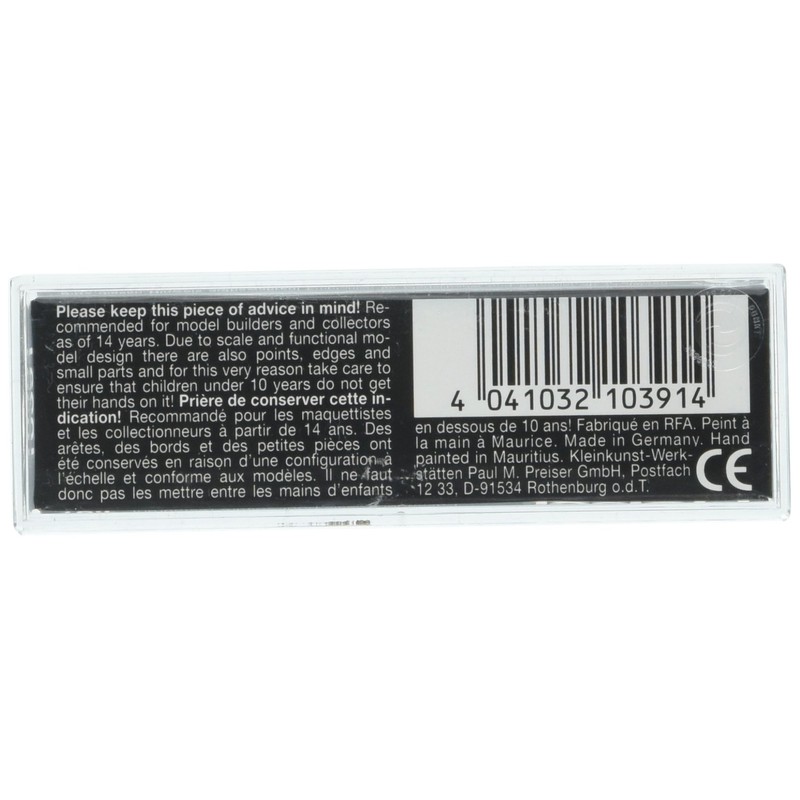 Please keep this piece of advice in mind! Re-
commended for model builders and collectors
as of 14 years. Due to scale and functional mo-
del design there are also points, edges and
small parts and for this very reason take care to
ensure that children under 10 years do not get
their hands on it! Prière de conserver cette in-
dication! Recommandé pour les maquettistes
et les collectionneurs à partir de 14 ans. Des
arêtes, des bords et des petites pièces ont
été conservés en raison d'une configuration à
l'échelle et conforme aux modèles. Il ne faut
donc pas les mettre entre les mains d'enfants
4 041032 103914
en dessous de 10 ans! Fabriqué en RFA. Peint à
la main à Maurice. Made in Germany. Hand
painted in Mauritius. Kleinkunst-Werk-
stätten Paul M. Preiser GmbH, Postfach
12 33, D-91534 Rothenburg o.d.T.
CE